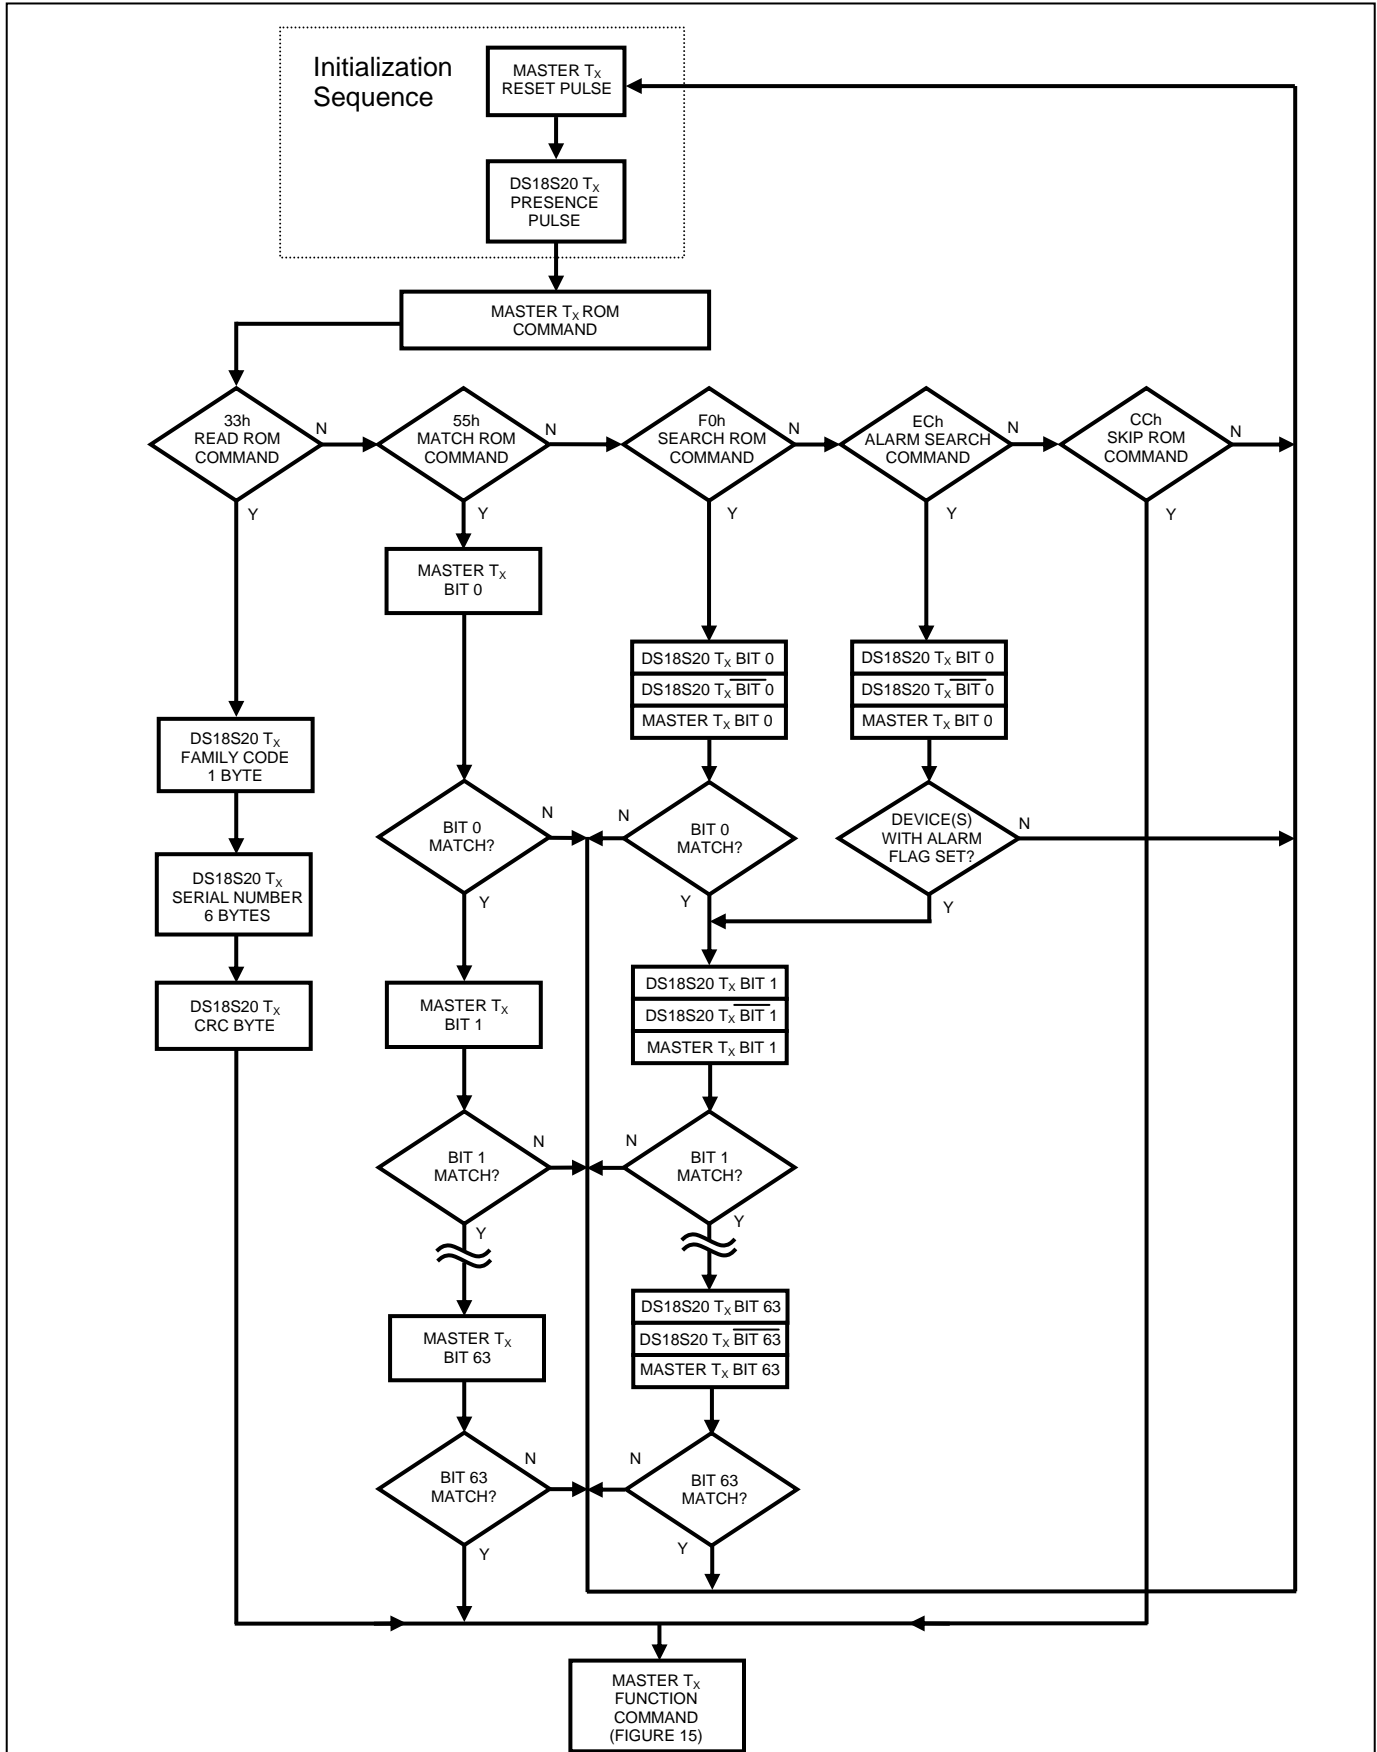 Initialization
Sequence
MASTER TX
RESET PULSE
DS18S20 TX
PRESENCE
PULSE
MASTER TX ROM
COMMAND
33h
READ ROM
COMMAND
N
Y
55h
MATCH ROM
COMMAND
N
Y
F0h
SEARCH ROM
COMMAND
N
Y
ECh
ALARM SEARCH
COMMAND
N
Y
CCh
SKIP ROM
COMMAND
N
Y
MASTER TX
BIT 0
DS18S20 TX BIT 0
DS18S20 TX BIT 0
MASTER TX BIT 0
DS18S20 TX BIT 0
DS18S20 TX BIT 0
MASTER TX BIT 0
DS18S20 TX
FAMILY CODE
1 BYTE
BIT 0
MATCH?
N
Y
N
BIT 0
MATCH?
Y
DEVICE(S)
WITH ALARM
FLAG SET?
N
Y
DS18S20 TX
SERIAL NUMBER
6 BYTES
DS18S20 TX
CRC BYTE
MASTER TX
BIT 1
DS18S20 TX BIT 1
DS18S20 TX BIT 1
MASTER TX BIT 1
BIT 1
MATCH?
N
Y
N
BIT 1
MATCH?
Y
MASTER TX
BIT 63
DS18S20 TX BIT 63
DS18S20 TX BIT 63
MASTER TX BIT 63
BIT 63
MATCH?
N
Y
N
BIT 63
MATCH?
Y
MASTER TX
FUNCTION
COMMAND
(FIGURE 15)